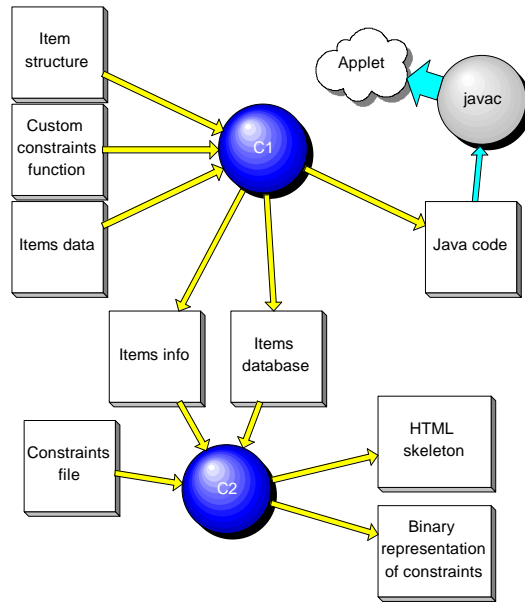 Item
structure
Applet
javac
Custom
constraints
function
C1
Items data
Java code
Items info
Items
database
HTML
skeleton
Constraints
file
C2
Binary
representation
of constraints